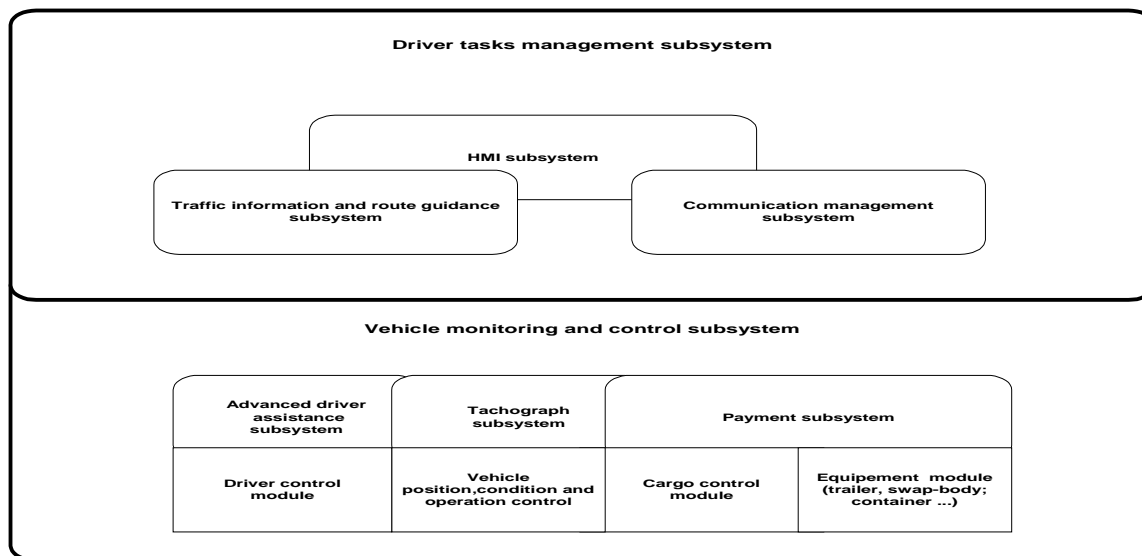 Driver tasks management subsystem
HMI subsystem
Traffic information and route guidance
subsystem
Communication management
subsystem
Vehicle monitoring and control subsystem
Advanced driver
assistance
subsystem
Tachograph
subsystem
Payment subsystem
Driver control
module
Vehicle
position,condition and
operation control
Cargo control
module
Equipement module
(trailer, swap-body;
container ...)